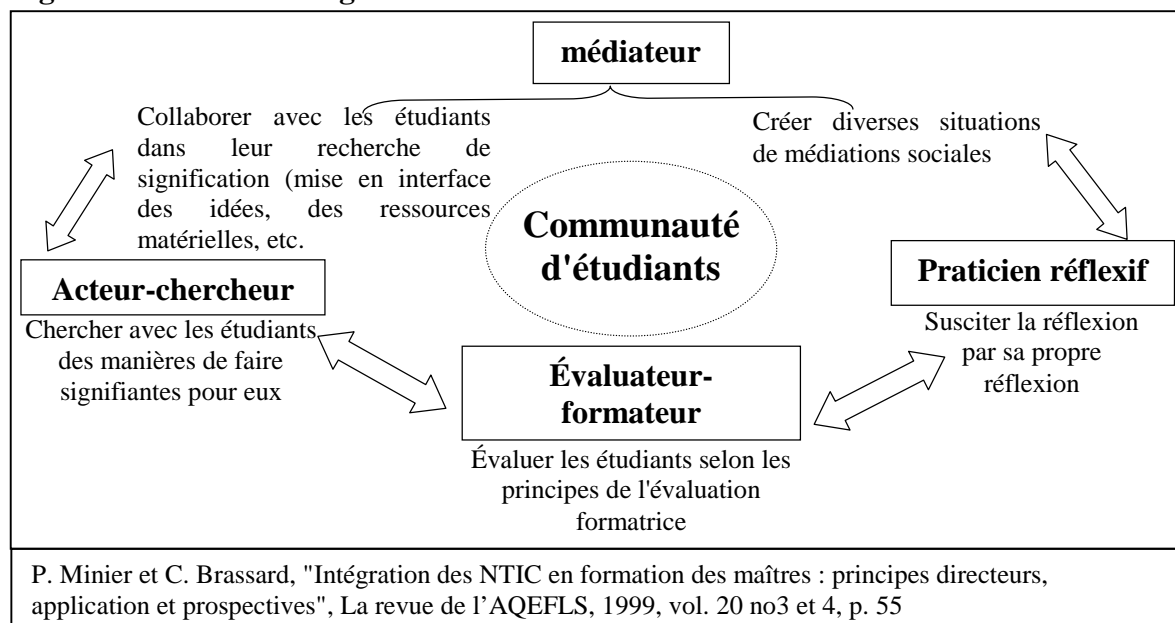 médiateur
Collaborer avec les étudiants
dans leur recherche de
signification (mise en interface
des idées, des ressources
matérielles, etc.
Créer diverses situations
de médiations sociales
Communauté
d'étudiants
Acteur-chercheur
Chercher avec les étudiants
des manières de faire
signifiantes pour eux
Praticien réflexif
Susciter la réflexion
par sa propre
réflexion
Évaluateur-
formateur
Évaluer les étudiants selon les
principes de l'évaluation
formatrice
P. Minier et C. Brassard, "Intégration des NTIC en formation des maîtres : principes directeurs,
application et prospectives", La revue de l’AQEFLS, 1999, vol. 20 no3 et 4, p. 55